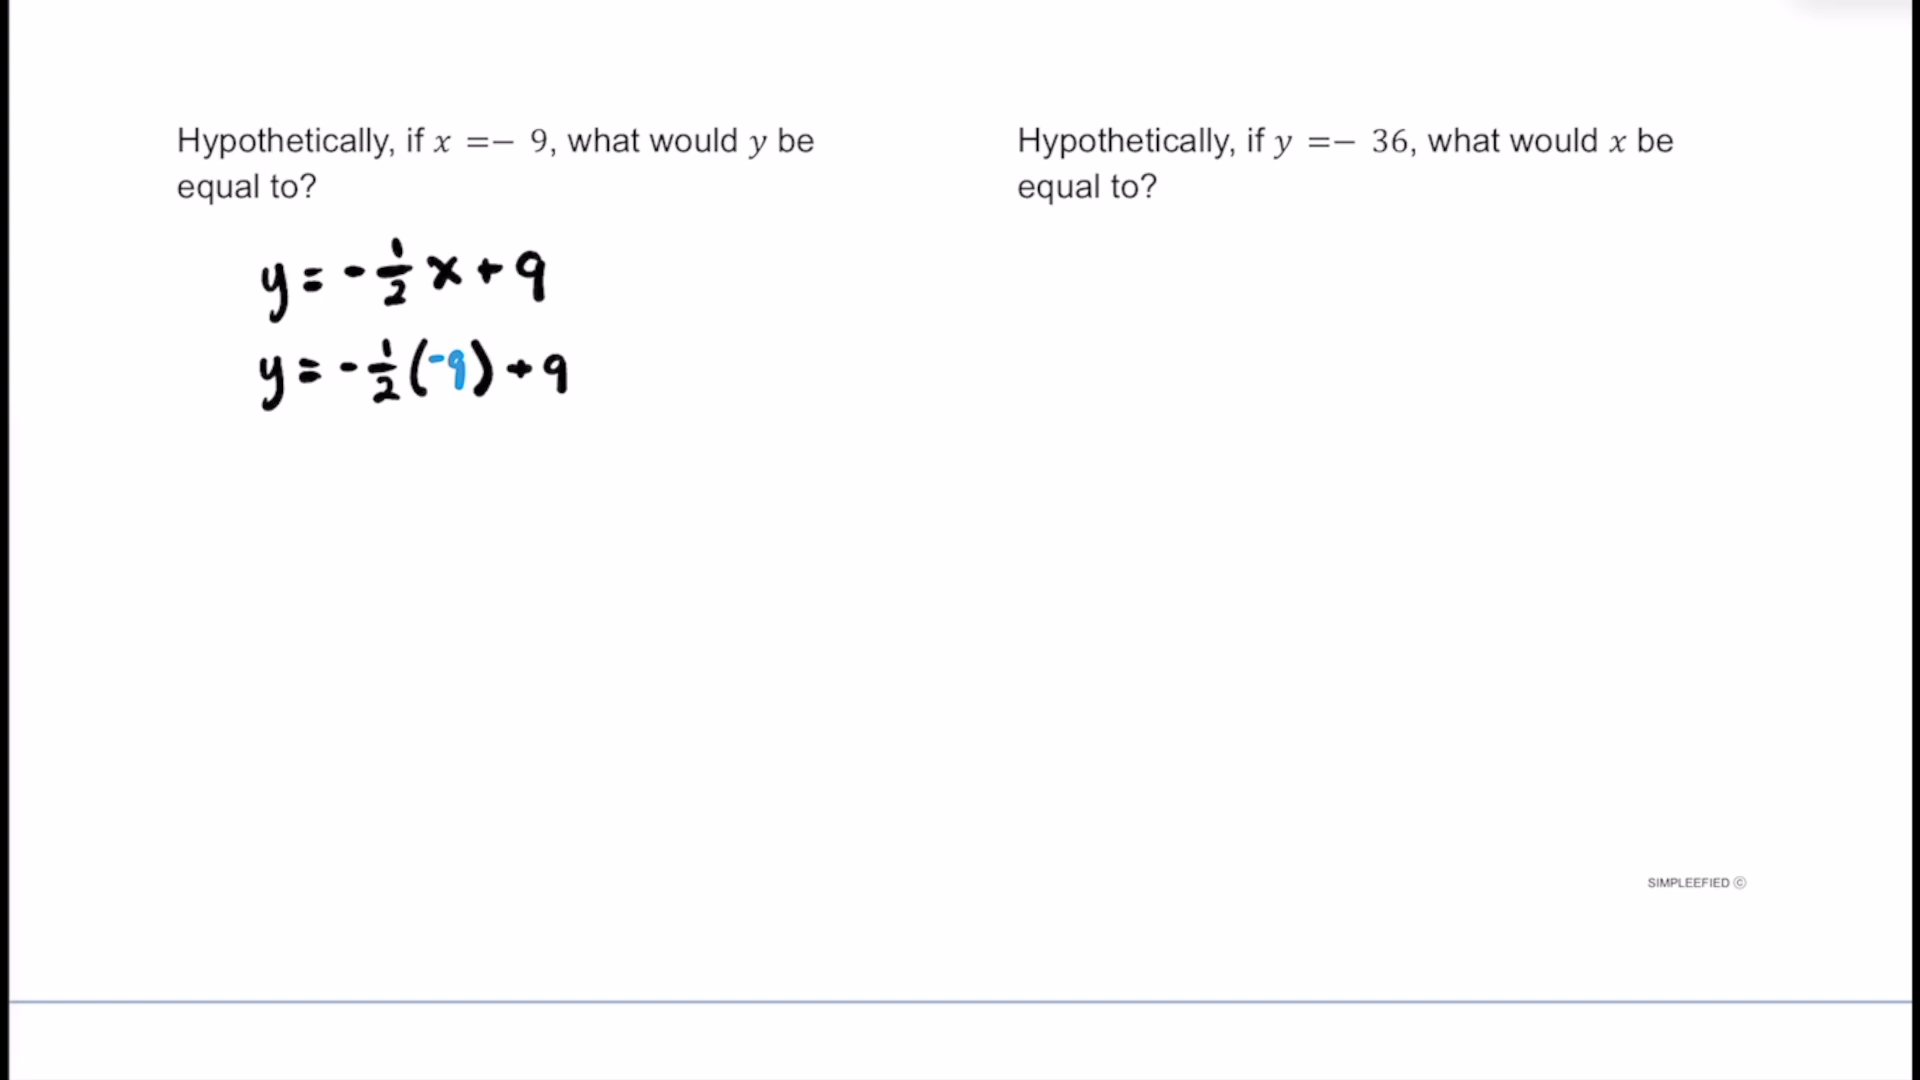 Hypothetically, if x =− 9, what would y be
equal to?
y = -1/2 x + 9
y = -1/2 (-9) + 9
Hypothetically, if y =− 36, what would x be
equal to?
SIMPLEEFIED ©